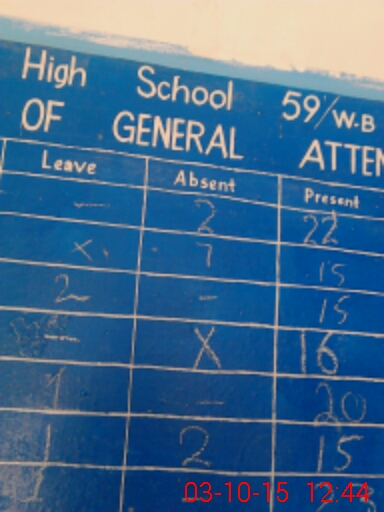 High School 59/W.B
OF GENERAL ATTEN
Leave Absent Present
— 2 22
x. 7 15
2 - 15
— X 16
1 — 20
1 2 15
03-10-15 12:44